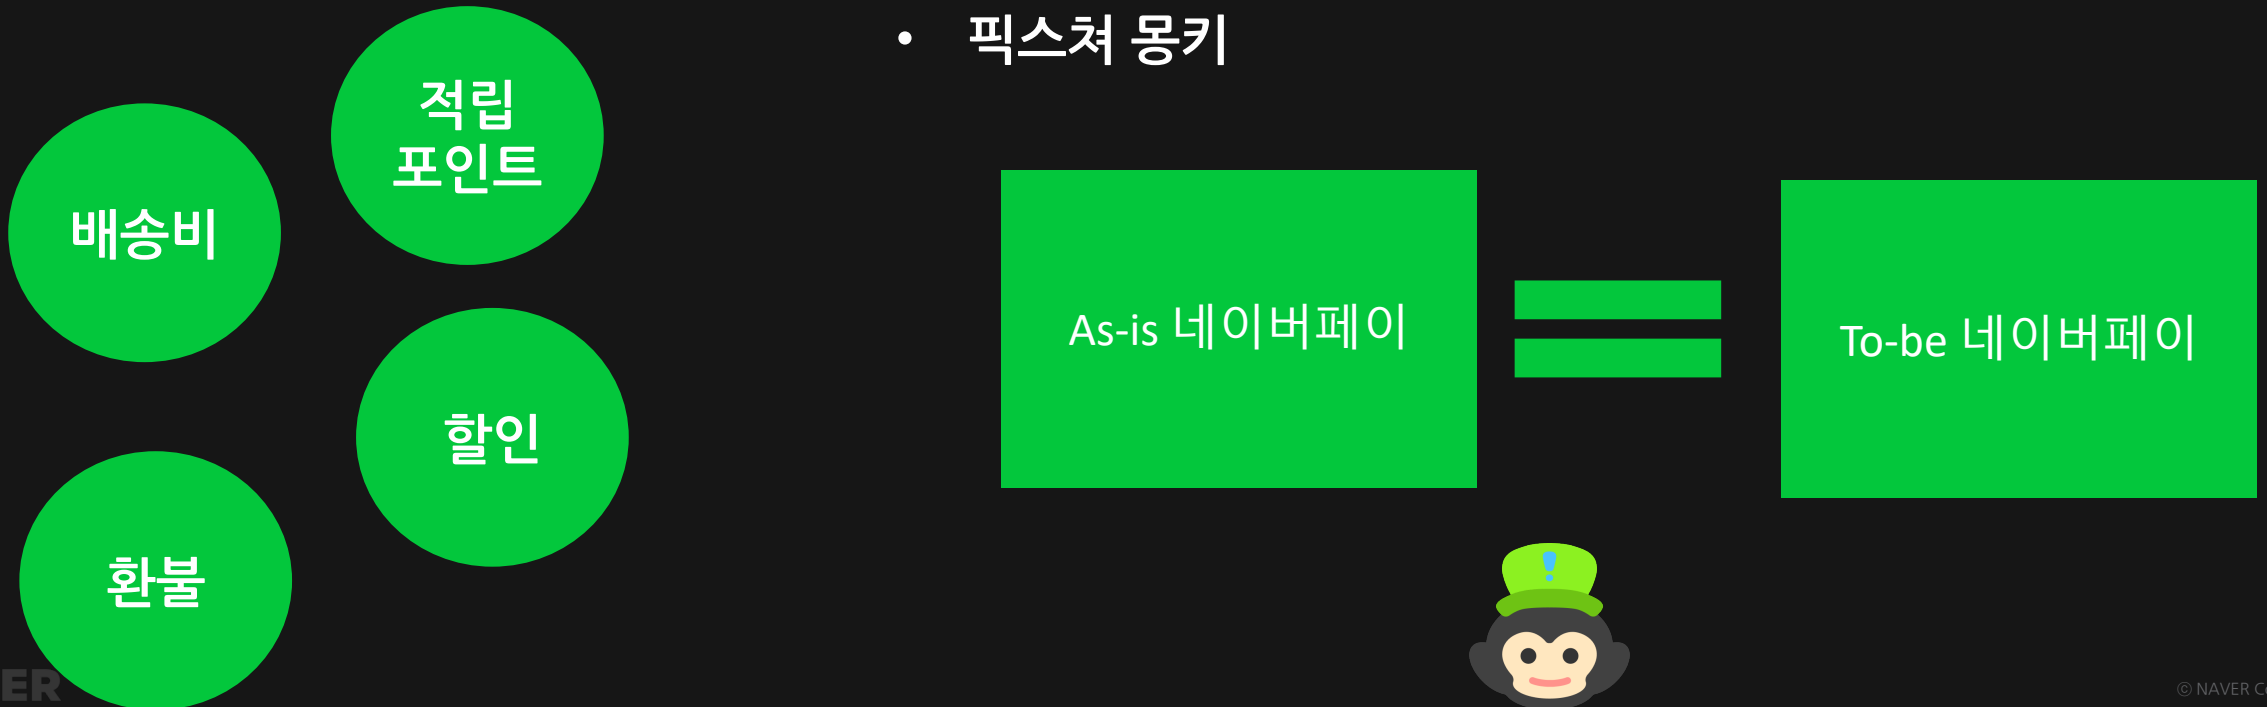 적립
포인트
배송비
할인
환불
• 픽스쳐 몽키
As-is 네이버페이
To-be 네이버페이
!
ER
© NAVER